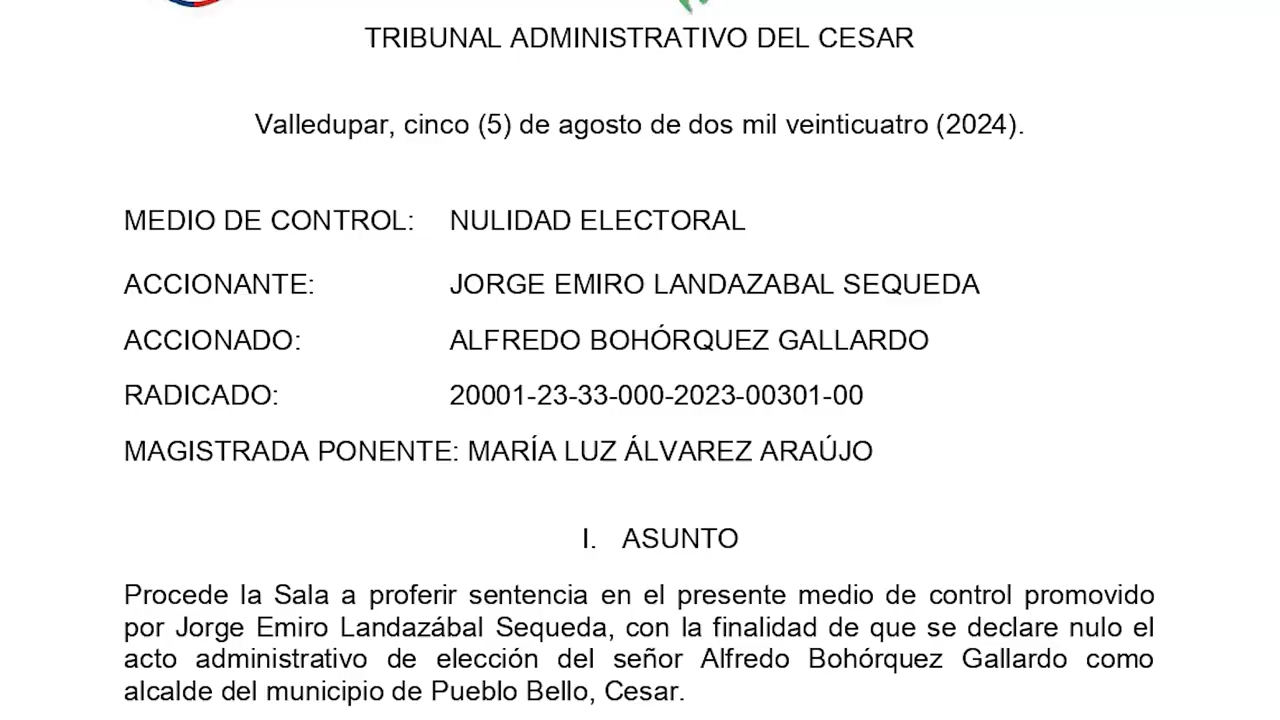 TRIBUNAL ADMINISTRATIVO DEL CESAR
Valledupar, cinco (5) de agosto de dos mil veinticuatro (2024).
MEDIO DE CONTROL: NULIDAD ELECTORAL
ACCIONANTE: JORGE EMIRO LANDAZABAL SEQUEDA
ACCIONADO: ALFREDO BOHÓRQUEZ GALLARDO
RADICADO: 20001-23-33-000-2023-00301-00
MAGISTRADA PONENTE: MARÍA LUZ ÁLVAREZ ARAÚJO
I. ASUNTO
Procede la Sala a proferir sentencia en el presente medio de control promovido
por Jorge Emiro Landazábal Sequeda, con la finalidad de que se declare nulo el
acto administrativo de elección del señor Alfredo Bohórquez Gallardo como
alcalde del municipio de Pueblo Bello, Cesar.